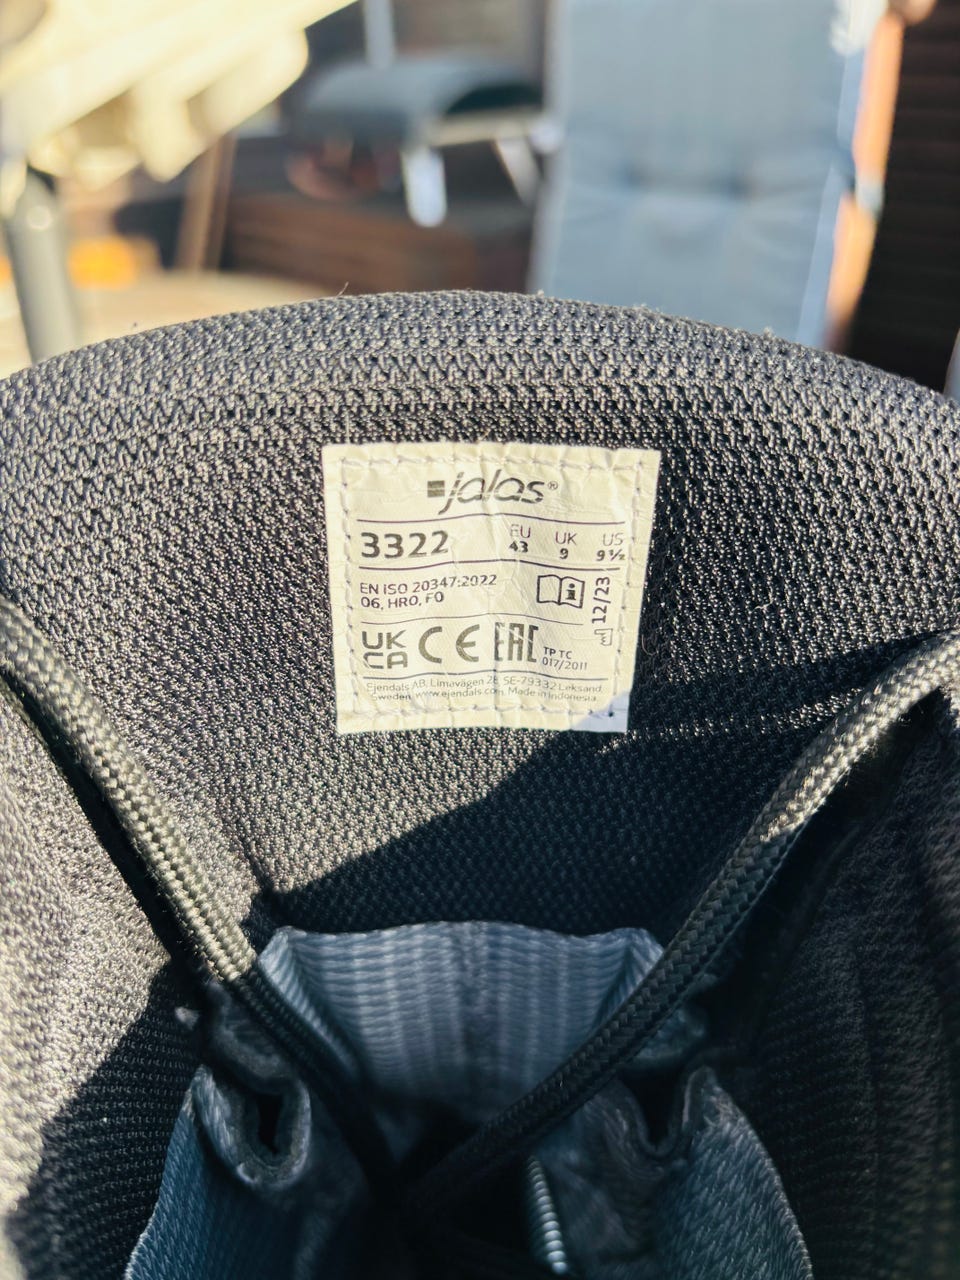 jalas®
3322 EU 43 UK 9 US 9 ½
EN ISO 20347:2022
O6, HRO, FO
12/23
UK CA CE EAC TP TC 017/2011
Ejendals AB, Limavägen 28, SE-79332 Leksand,
Sweden, www.ejendals.com, Made in Indonesia